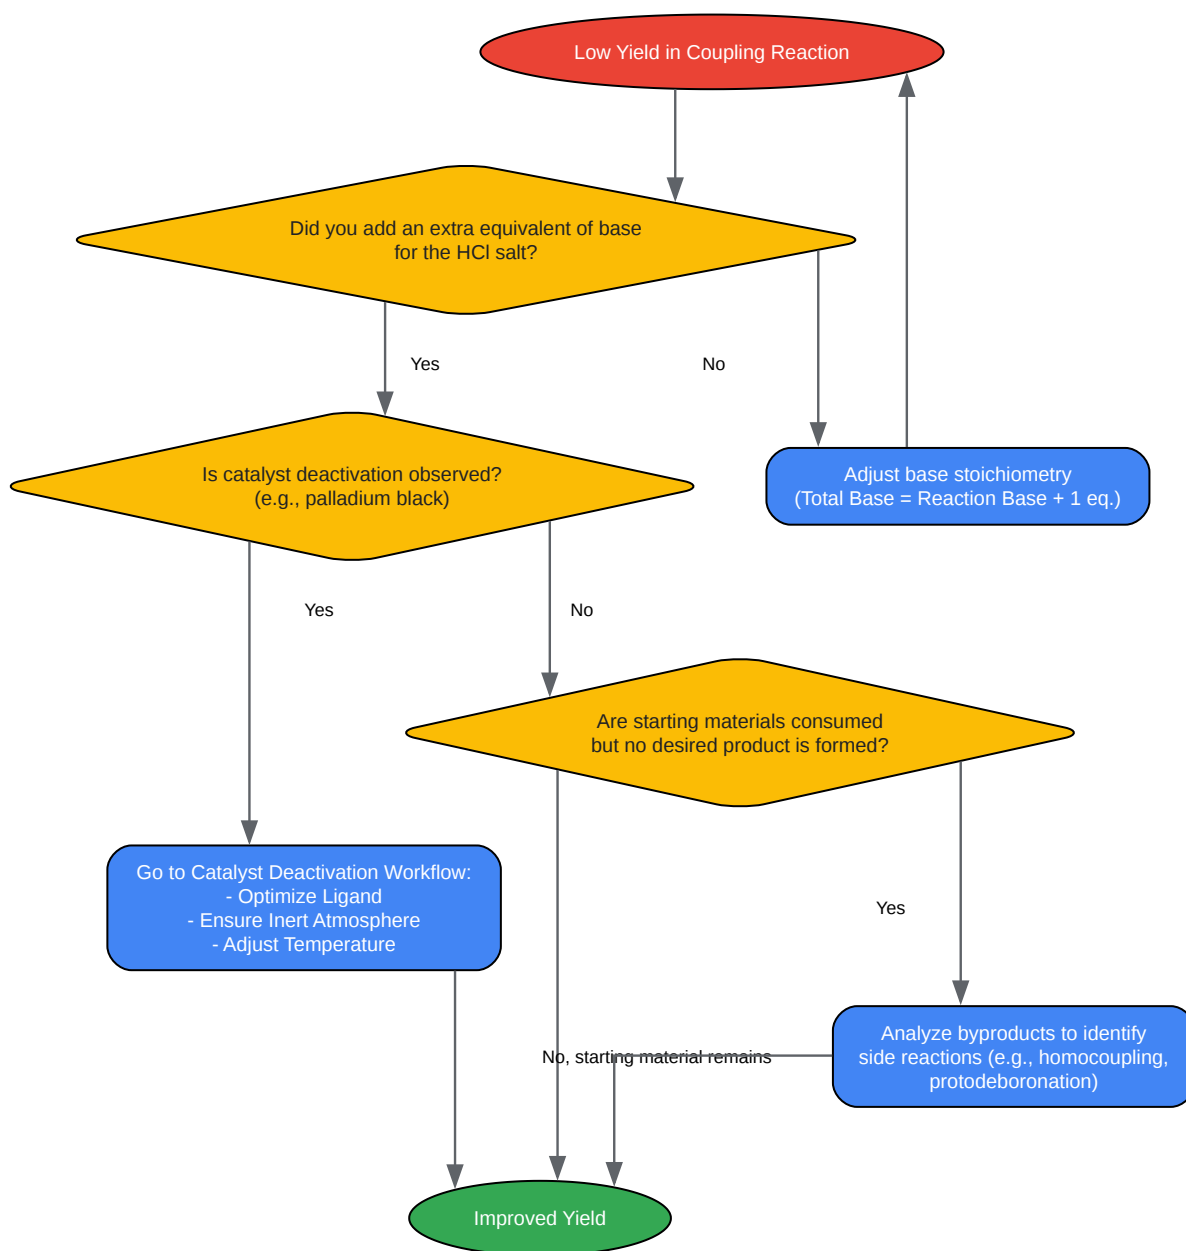 Low Yield in Coupling Reaction
Did you add an extra equivalent of base
for the HCl salt?
Yes
No
Is catalyst deactivation observed?
(e.g., palladium black)
Adjust base stoichiometry
(Total Base = Reaction Base + 1 eq.)
Yes
No
Are starting materials consumed
but no desired product is formed?
Go to Catalyst Deactivation Workflow:
- Optimize Ligand
- Ensure Inert Atmosphere
- Adjust Temperature
Yes
No, starting material remains
Analyze byproducts to identify
side reactions (e.g., homocoupling,
protodeboronation)
Improved Yield